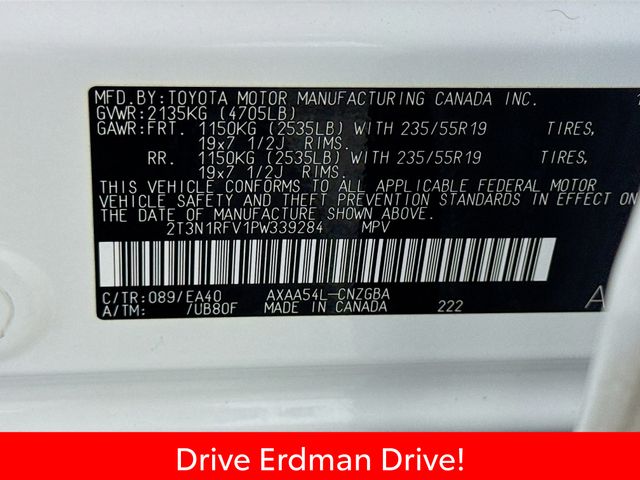 MFD.BY:TOYOTA MOTOR MANUFACTURING CANADA INC.
GVWR:2135KG (4705LB)
GAWR:FRT. 1150KG (2535LB) WITH 235/55R19 TIRES,
19x7 1/2J RIMS.
RR. 1150KG (2535LB) WITH 235/55R19 TIRES,
19x7 1/2J RIMS.
THIS VEHICLE CONFORMS TO ALL APPLICABLE FEDERAL MOTOR
VEHICLE SAFETY AND THEFT PREVENTION STANDARDS IN EFFECT ON
DATE OF MANUFACTURE SHOWN ABOVE.
2T3N1RFV1PW339284 MPV
C/TR:089/EA40 AXAA54L-CNZGBA A
A/TM: /UB80F MADE IN CANADA 222
Drive Erdman Drive!